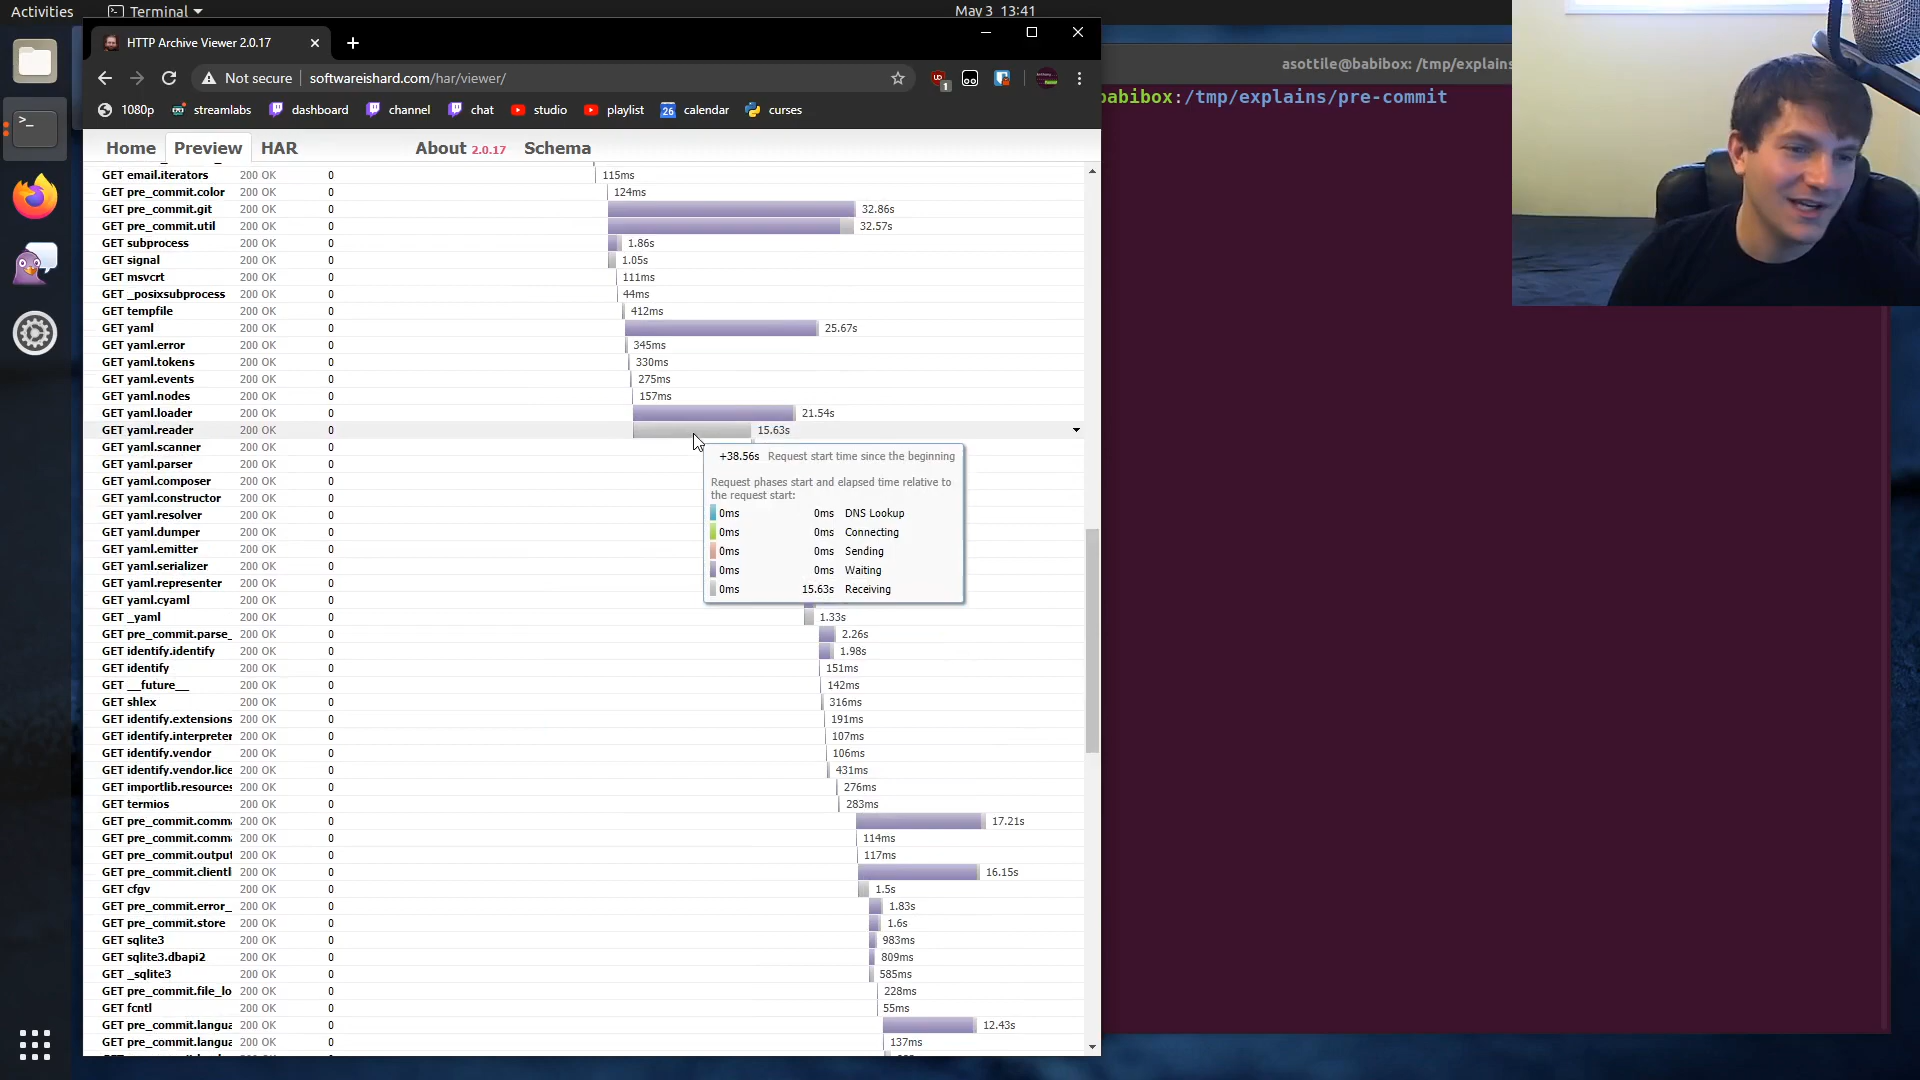 Activities
Terminal
May 3 13:41
HTTP Archive Viewer 2.0.17
Not secure
softwareishard.com/har/viewer/
1
1080p
streamlabs
dashboard
channel
chat
studio
playlist
26
calendar
curses
asottile@babibox: /tmp/explains
babibox:/tmp/explains/pre-commit
Home
Preview
HAR
About 2.0.17
Schema
GET email.iterators 200 OK 0 115ms
GET pre_commit.color 200 OK 0 124ms
GET pre_commit.git 200 OK 0 32.86s
GET pre_commit.util 200 OK 0 32.57s
GET subprocess 200 OK 0 1.86s
GET signal 200 OK 0 1.05s
GET msvcrt 200 OK 0 111ms
GET _posixsubprocess 200 OK 0 44ms
GET tempfile 200 OK 0 412ms
GET yaml 200 OK 0 25.67s
GET yaml.error 200 OK 0 345ms
GET yaml.tokens 200 OK 0 330ms
GET yaml.events 200 OK 0 275ms
GET yaml.nodes 200 OK 0 157ms
GET yaml.loader 200 OK 0 21.54s
GET yaml.reader 200 OK 0 15.63s
GET yaml.scanner 200 OK 0
GET yaml.parser 200 OK 0
GET yaml.composer 200 OK 0
GET yaml.constructor 200 OK 0
GET yaml.resolver 200 OK 0
GET yaml.dumper 200 OK 0
GET yaml.emitter 200 OK 0
GET yaml.serializer 200 OK 0
GET yaml.representer 200 OK 0
GET yaml.cyaml 200 OK 0
+38.56s Request start time since the beginning
Request phases start and elapsed time relative to
the request start:
0ms 0ms DNS Lookup
0ms 0ms Connecting
0ms 0ms Sending
0ms 0ms Waiting
0ms 15.63s Receiving
GET _yaml 200 OK 0 1.33s
GET pre_commit.parse_ 200 OK 0 2.26s
GET identify.identify 200 OK 0 1.98s
GET identify 200 OK 0 151ms
GET __future__ 200 OK 0 142ms
GET shlex 200 OK 0 316ms
GET identify.extensions 200 OK 0 191ms
GET identify.interpreter 200 OK 0 107ms
GET identify.vendor 200 OK 0 106ms
GET identify.vendor.lice 200 OK 0 431ms
GET importlib.resources 200 OK 0 276ms
GET termios 200 OK 0 283ms
GET pre_commit.comm 200 OK 0 17.21s
GET pre_commit.comm 200 OK 0 114ms
GET pre_commit.output 200 OK 0 117ms
GET pre_commit.clientl 200 OK 0 16.15s
GET cfgv 200 OK 0 1.5s
GET pre_commit.error_ 200 OK 0 1.83s
GET pre_commit.store 200 OK 0 1.6s
GET sqlite3 200 OK 0 983ms
GET sqlite3.dbapi2 200 OK 0 809ms
GET _sqlite3 200 OK 0 585ms
GET pre_commit.file_lo 200 OK 0 228ms
GET fcntl 200 OK 0 55ms
GET pre_commit.langua 200 OK 0 12.43s
GET pre_commit.langua 200 OK 0 137ms